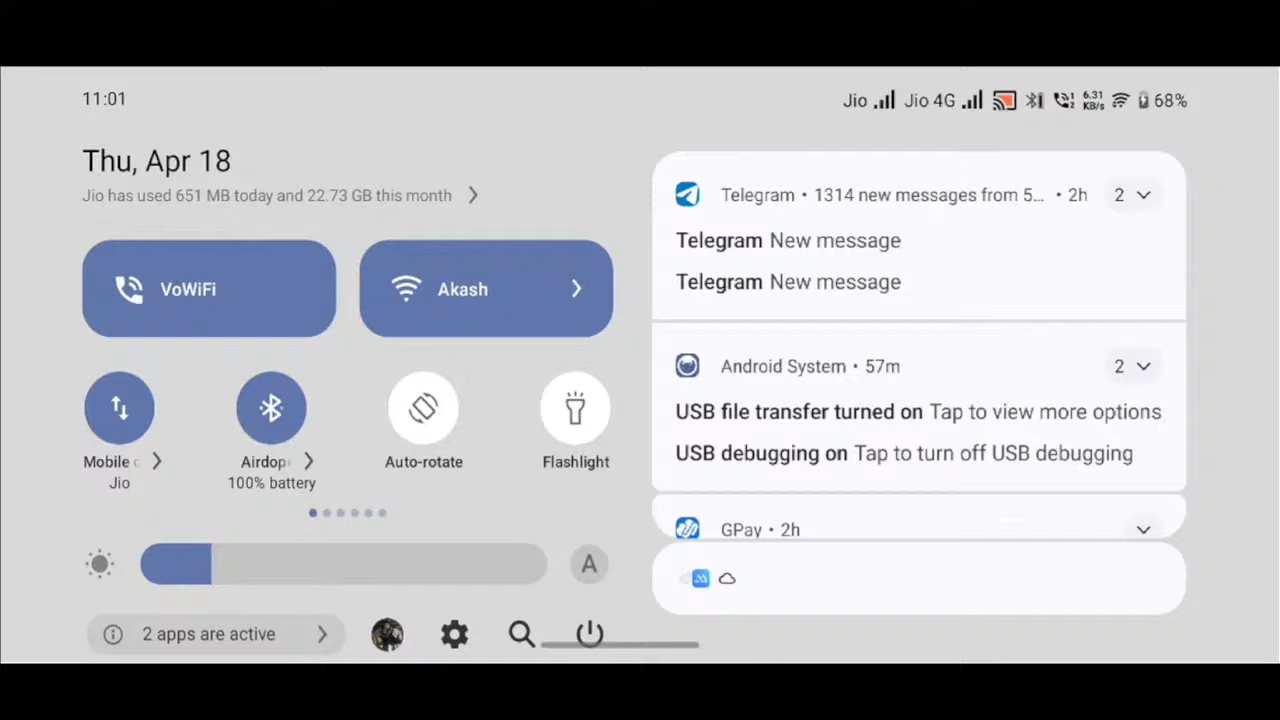 11:01
Jio Jio 4G 6.31 KB/s 68%
Thu, Apr 18
Jio has used 651 MB today and 22.73 GB this month
VoWiFi
Akash
Mobile
Jio
Airdop
100% battery
Auto-rotate
Flashlight
A
2 apps are active
Telegram • 1314 new messages from 5... • 2h 2
Telegram New message
Telegram New message
Android System • 57m 2
USB file transfer turned on Tap to view more options
USB debugging on Tap to turn off USB debugging
GPay • 2h